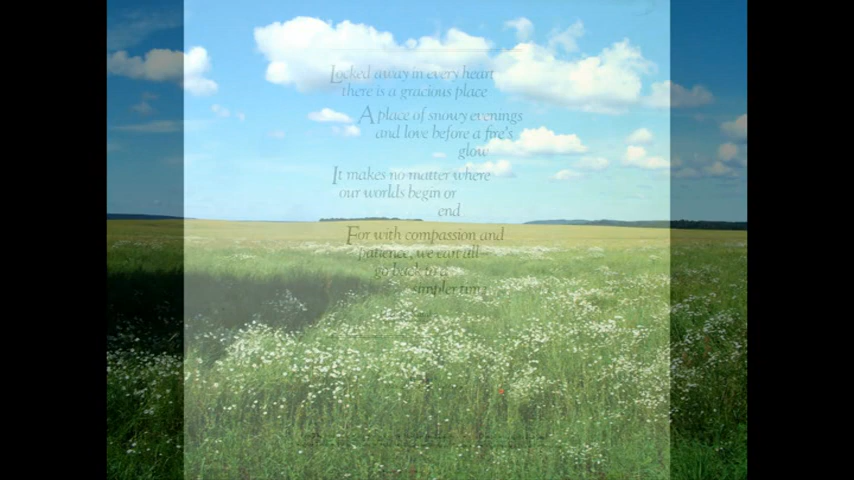 Locked away in every heart
there is a gracious place
A place of snowy evenings
and love before a fire's
glow
It makes no matter where
our worlds begin or
end
For with compassion and
patience, we can all—
go back to a
simpler time